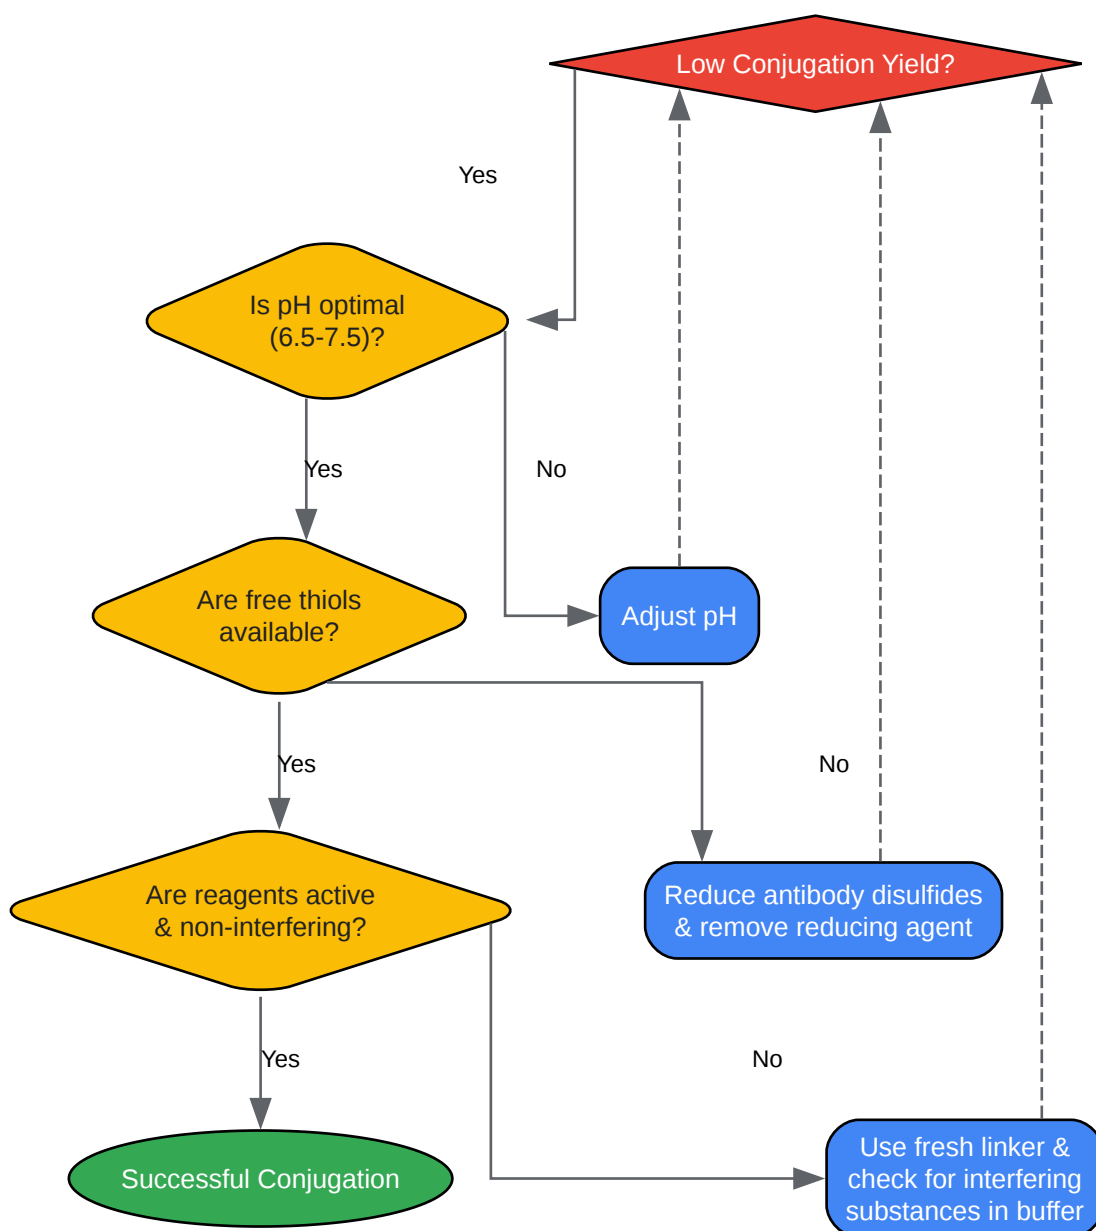 Low Conjugation Yield?
Yes
Is pH optimal
(6.5-7.5)?
Yes
No
Are free thiols
available?
Adjust pH
Yes
No
Are reagents active
& non-interfering?
Reduce antibody disulfides
& remove reducing agent
Yes
No
Successful Conjugation
Use fresh linker &
check for interfering
substances in buffer